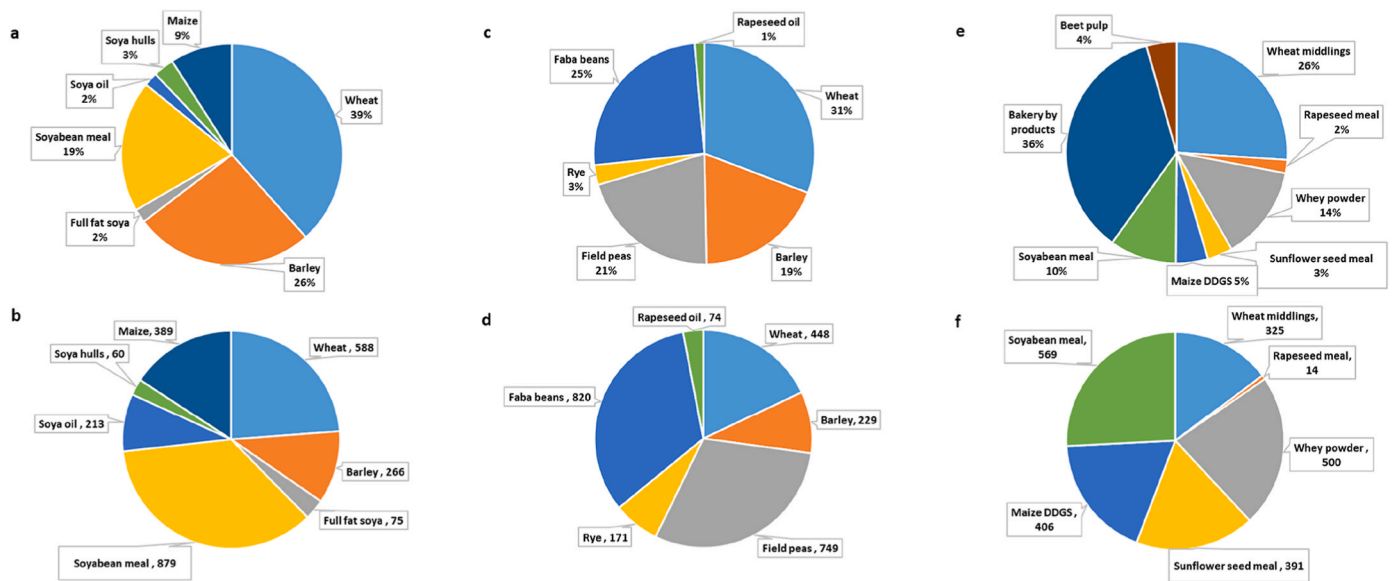 a
Maize
9%
Soya hulls
3%
Soya oil
2%
Wheat
39%
Soyabean meal
19%
Full fat soya
2%
Barley
26%
c
Rapeseed oil
1%
Faba beans
25%
Wheat
31%
Rye
3%
Field peas
21%
Barley
19%
e
Beet pulp
4%
Wheat middlings
26%
Bakery by
products
36%
Rapeseed meal
2%
Whey powder
14%
Soyabean meal
10%
Sunflower seed meal
3%
Maize DDGS 5%
b
Maize, 389
Wheat , 588
Soya hulls , 60
Soya oil , 213
Barley , 266
Full fat soya , 75
Soyabean meal , 879
d
Rapeseed oil , 74
Wheat , 448
Faba beans , 820
Barley, 229
Rye , 171
Field peas , 749
f
Wheat middlings,
325
Soyabean meal,
569
Rapeseed meal,
14
Whey powder ,
500
Maize DDGS ,
406
Sunflower seed meal , 391